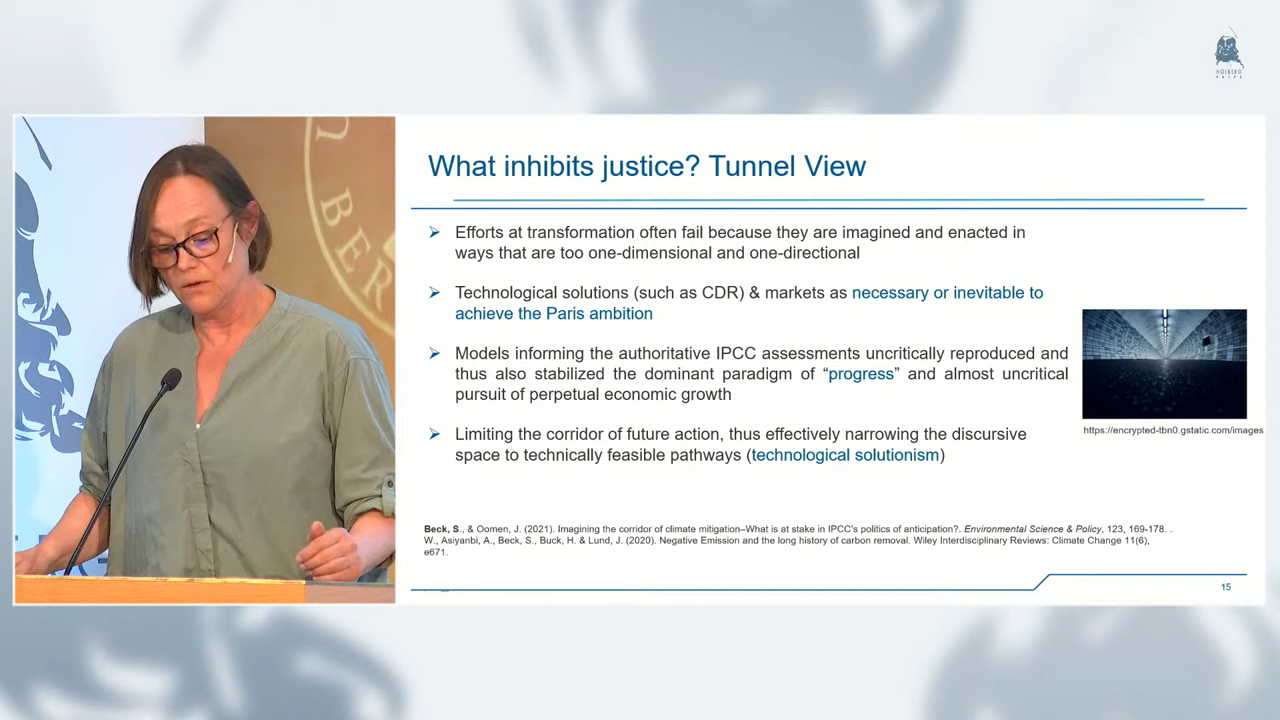 HOLBERG
PRIZE
BER
What inhibits justice? Tunnel View
Efforts at transformation often fail because they are imagined and enacted in
ways that are too one-dimensional and one-directional
Technological solutions (such as CDR) & markets as necessary or inevitable to
achieve the Paris ambition
Models informing the authoritative IPCC assessments uncritically reproduced and
thus also stabilized the dominant paradigm of “progress” and almost uncritical
pursuit of perpetual economic growth
Limiting the corridor of future action, thus effectively narrowing the discursive
space to technically feasible pathways (technological solutionism)
https://encrypted-tbn0.gstatic.com/images
Beck, S., & Oomen, J. (2021). Imagining the corridor of climate mitigation–What is at stake in IPCC's politics of anticipation?. Environmental Science & Policy, 123, 169-178. .
W., Asiyanbi, A., Beck, S., Buck, H. & Lund, J. (2020). Negative Emission and the long history of carbon removal. Wiley Interdisciplinary Reviews: Climate Change 11(6),
e671.
15